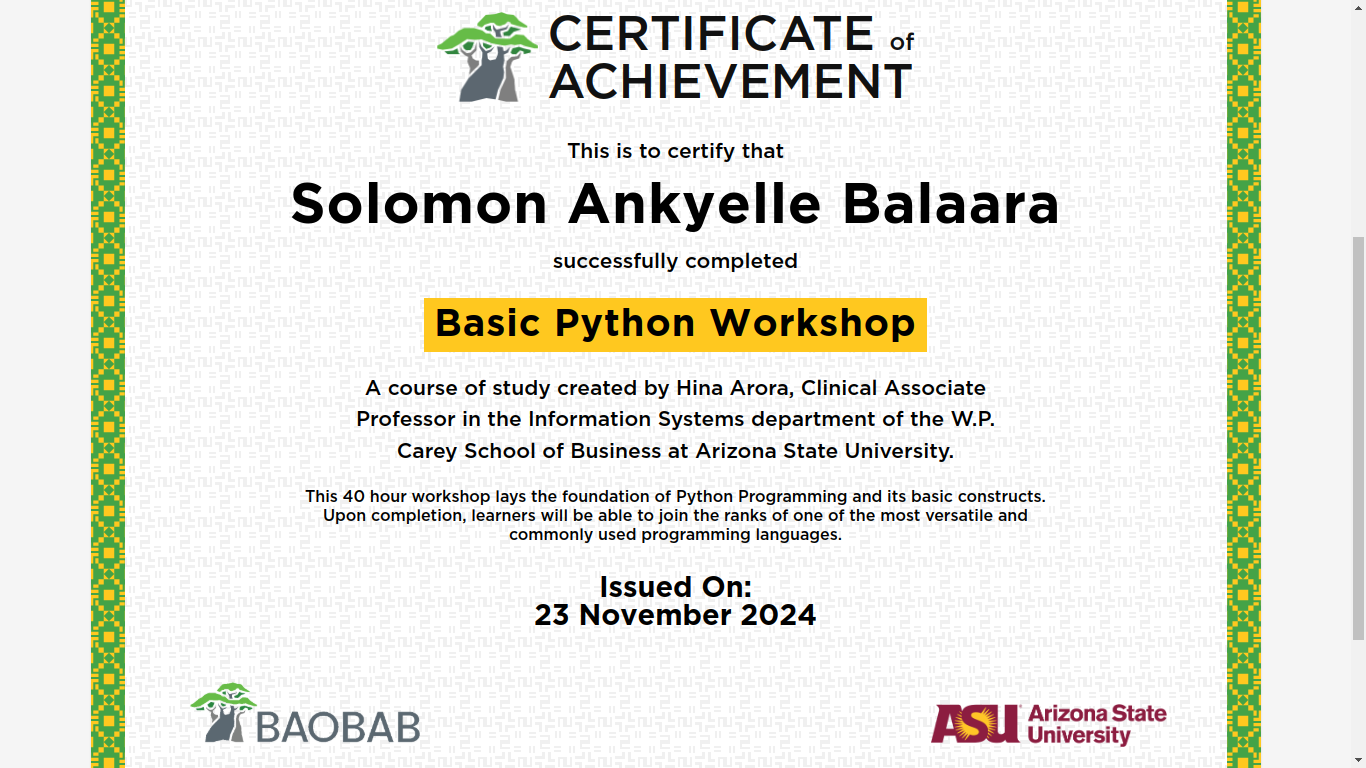 CERTIFICATE of
ACHIEVEMENT
This is to certify that
Solomon Ankyelle Balaara
successfully completed
Basic Python Workshop
A course of study created by Hina Arora, Clinical Associate
Professor in the Information Systems department of the W.P.
Carey School of Business at Arizona State University.
This 40 hour workshop lays the foundation of Python Programming and its basic constructs.
Upon completion, learners will be able to join the ranks of one of the most versatile and
commonly used programming languages.
Issued On:
23 November 2024
BAOBAB
ASU Arizona State
University